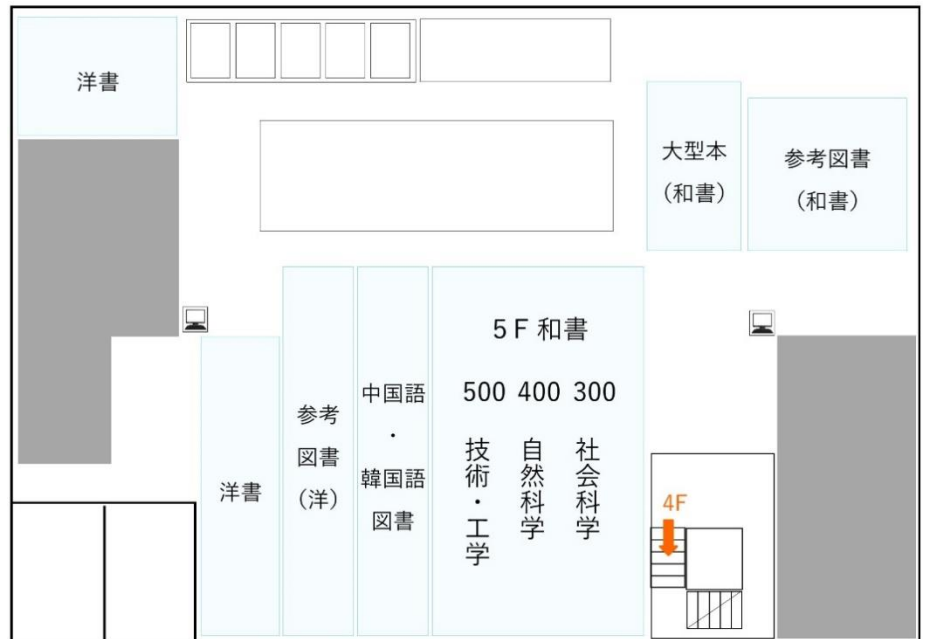 洋書
大型本
（和書）
参考図書
（和書）
5F 和書
500 400 300
技術・工学
自然科学
社会科学
中国語
・
韓国語
図書
参考
図書
（洋）
洋書
4F